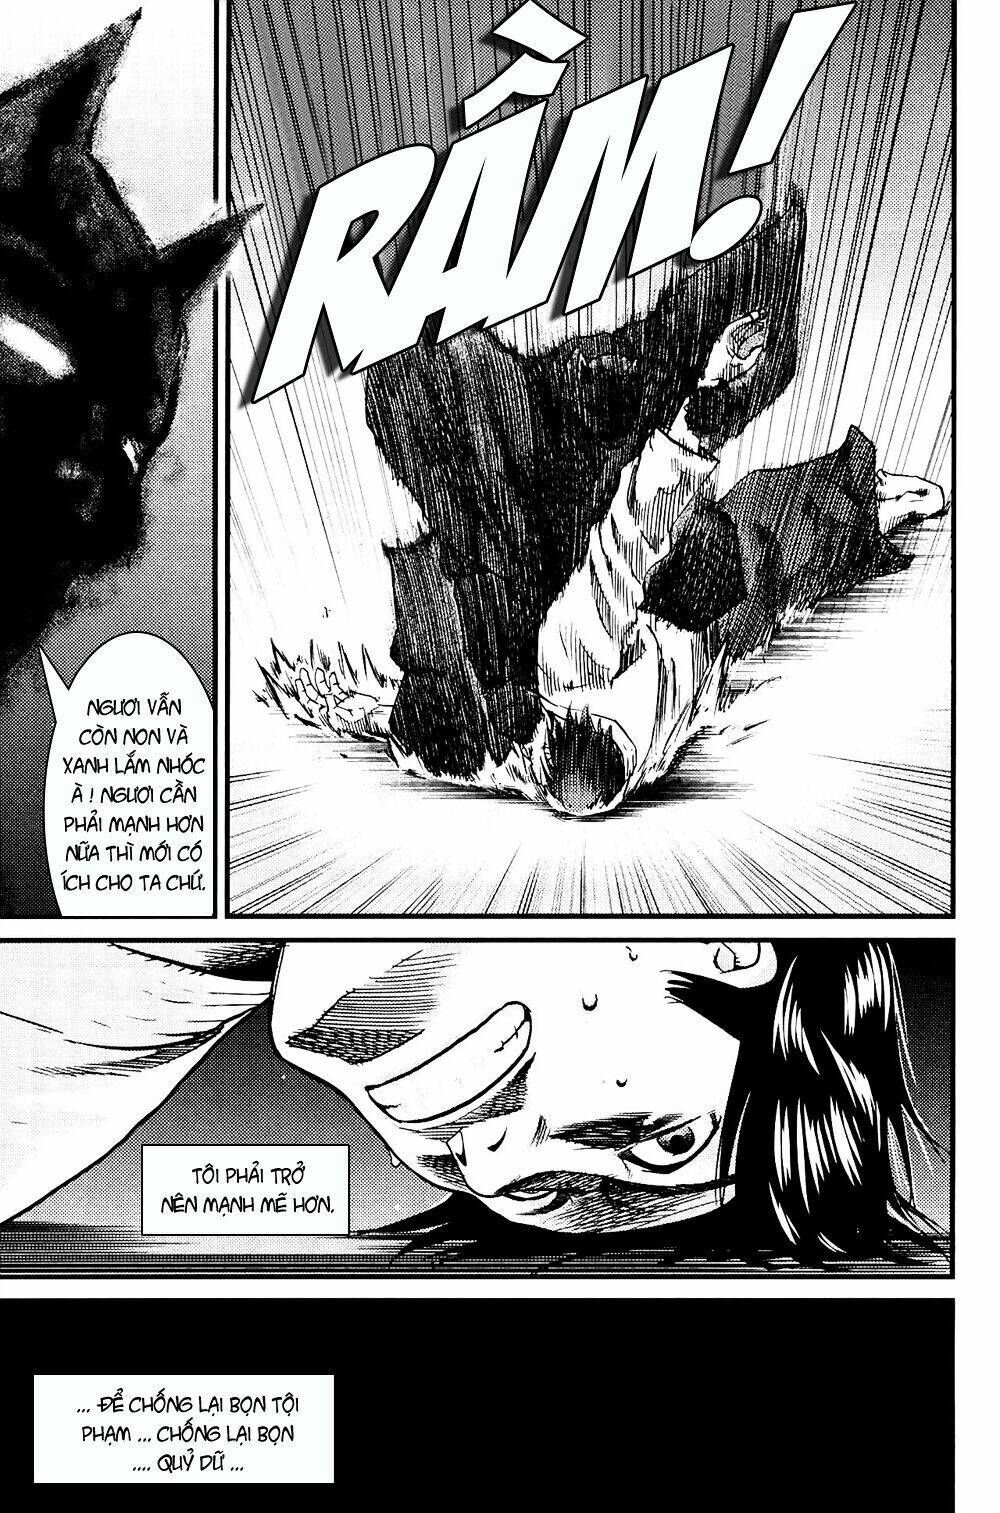 RẦM!
NGƯƠI VẪN
CÒN NON VÀ
XANH LẮM NHÓC
À! NGƯƠI CẦN
PHẢI MẠNH HƠN
NỮA THÌ MỚI CÓ
ÍCH CHO TA CHỨ.
TÔI PHẢI TRỞ
NÊN MẠNH MẼ HƠN.
... ĐỂ CHỐNG LẠI BỌN TỘI
PHẠM ... CHỐNG LẠI BỌN
.... QUỶ DỮ ...